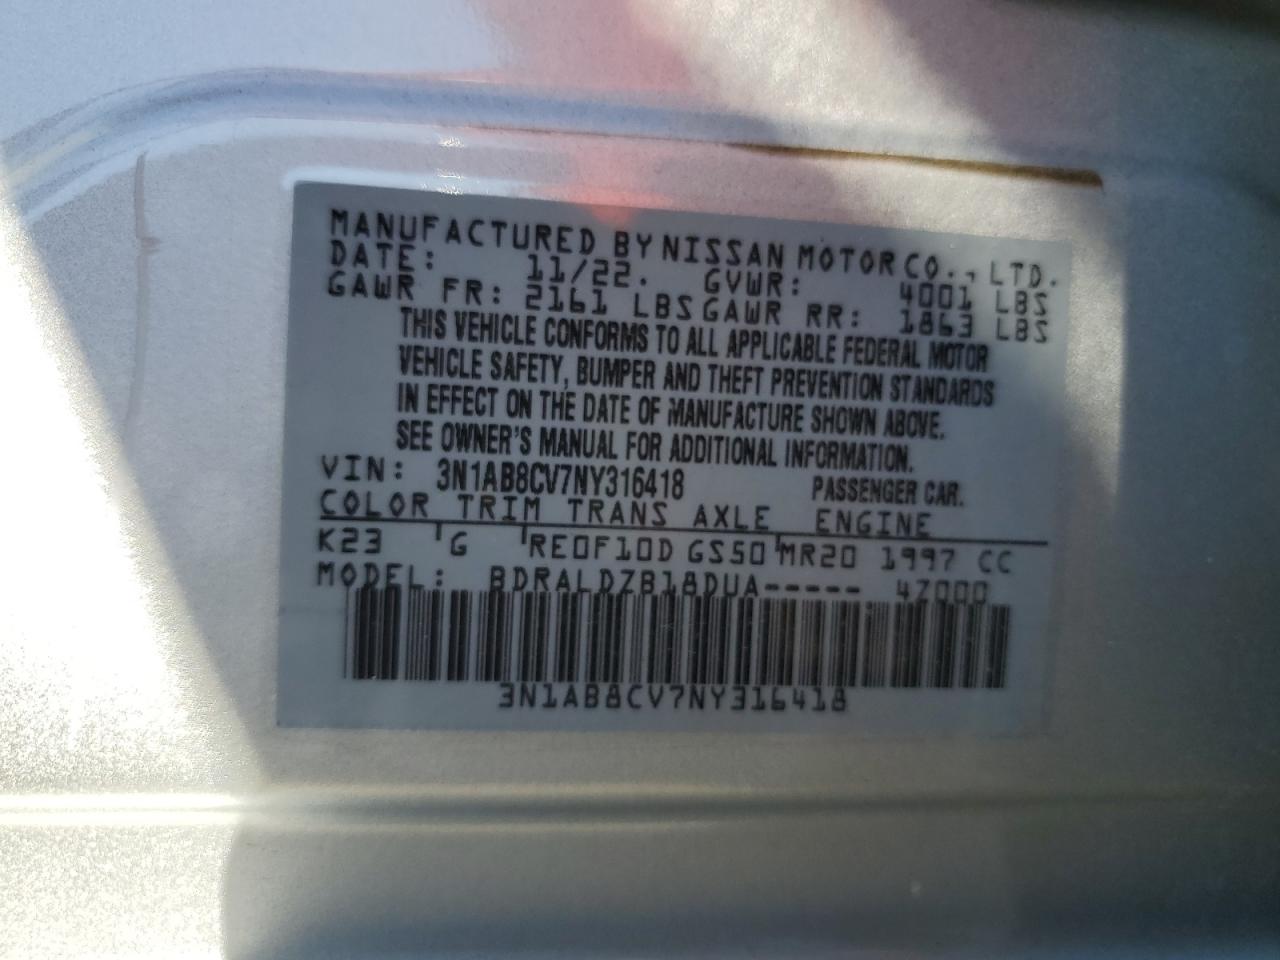 MANUFACTURED BY NISSAN MOTOR CO., LTD.
DATE: 11/22. GVWR: 4001 LBS
GAWR FR: 2161 LBS GAWR RR: 1863 LBS
THIS VEHICLE CONFORMS TO ALL APPLICABLE FEDERAL MOTOR
VEHICLE SAFETY, BUMPER AND THEFT PREVENTION STANDARDS
IN EFFECT ON THE DATE OF MANUFACTURE SHOWN ABOVE.
SEE OWNER'S MANUAL FOR ADDITIONAL INFORMATION.
VIN: 3N1AB8CV7NY316418 PASSENGER CAR.
COLOR TRIM TRANS AXLE ENGINE
K23 G RE0F10D GS50 MR20 1997 CC
MODEL: BDRALDZB18DUA----- 47000
3N1AB8CV7NY316418